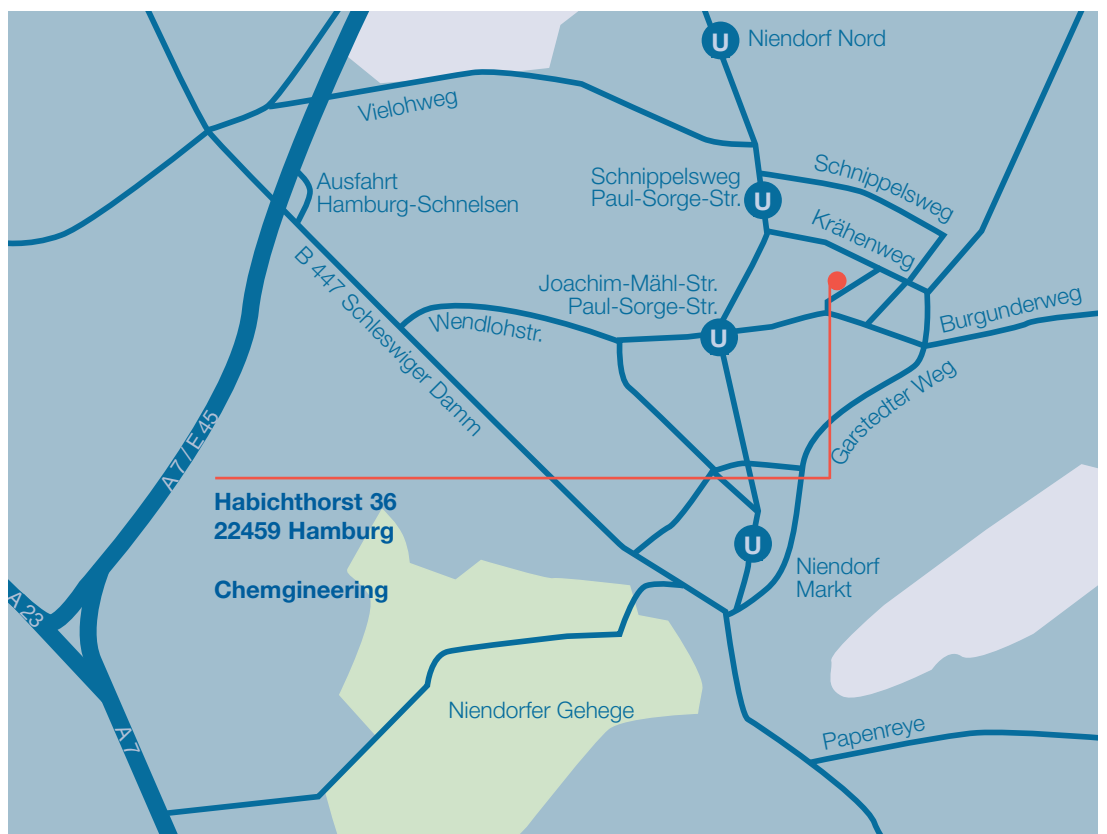 U Niendorf Nord
Vielohweg
Schnippelsweg
Paul-Sorge-Str.
U
Schnippelsweg
Ausfahrt
Hamburg-Schnelsen
Krähenweg
B 447 Schleswiger Damm
Joachim-Mähl-Str.
Paul-Sorge-Str.
U
Wendlohstr.
Burgunderweg
Garstedter Weg
A 7 / E 45
Habichthorst 36
22459 Hamburg
Chemgineering
U
Niendorf
Markt
A 23
Niendorfer Gehege
A 7
Papenreye